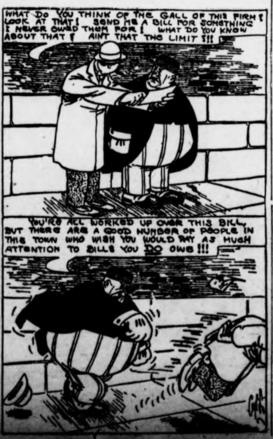 WHAT DO YOU THINK OF THE GALL OF THIS FIRM!
LOOK AT THAT! SEND ME A BILL FOR SOMETHING
I NEVER OWED THEM FOR! WHAT DO YOU KNOW
ABOUT THAT! AINT THAT THE LIMIT!!!
YOU'RE ALL WORKED UP OVER THIS BILL,
BUT THERE ARE A GOOD NUMBER OF PEOPLE IN
THIS TOWN WHO WISH YOU WOULD PAY AS MUCH
ATTENTION TO BILLS YOU DO OWE!!!